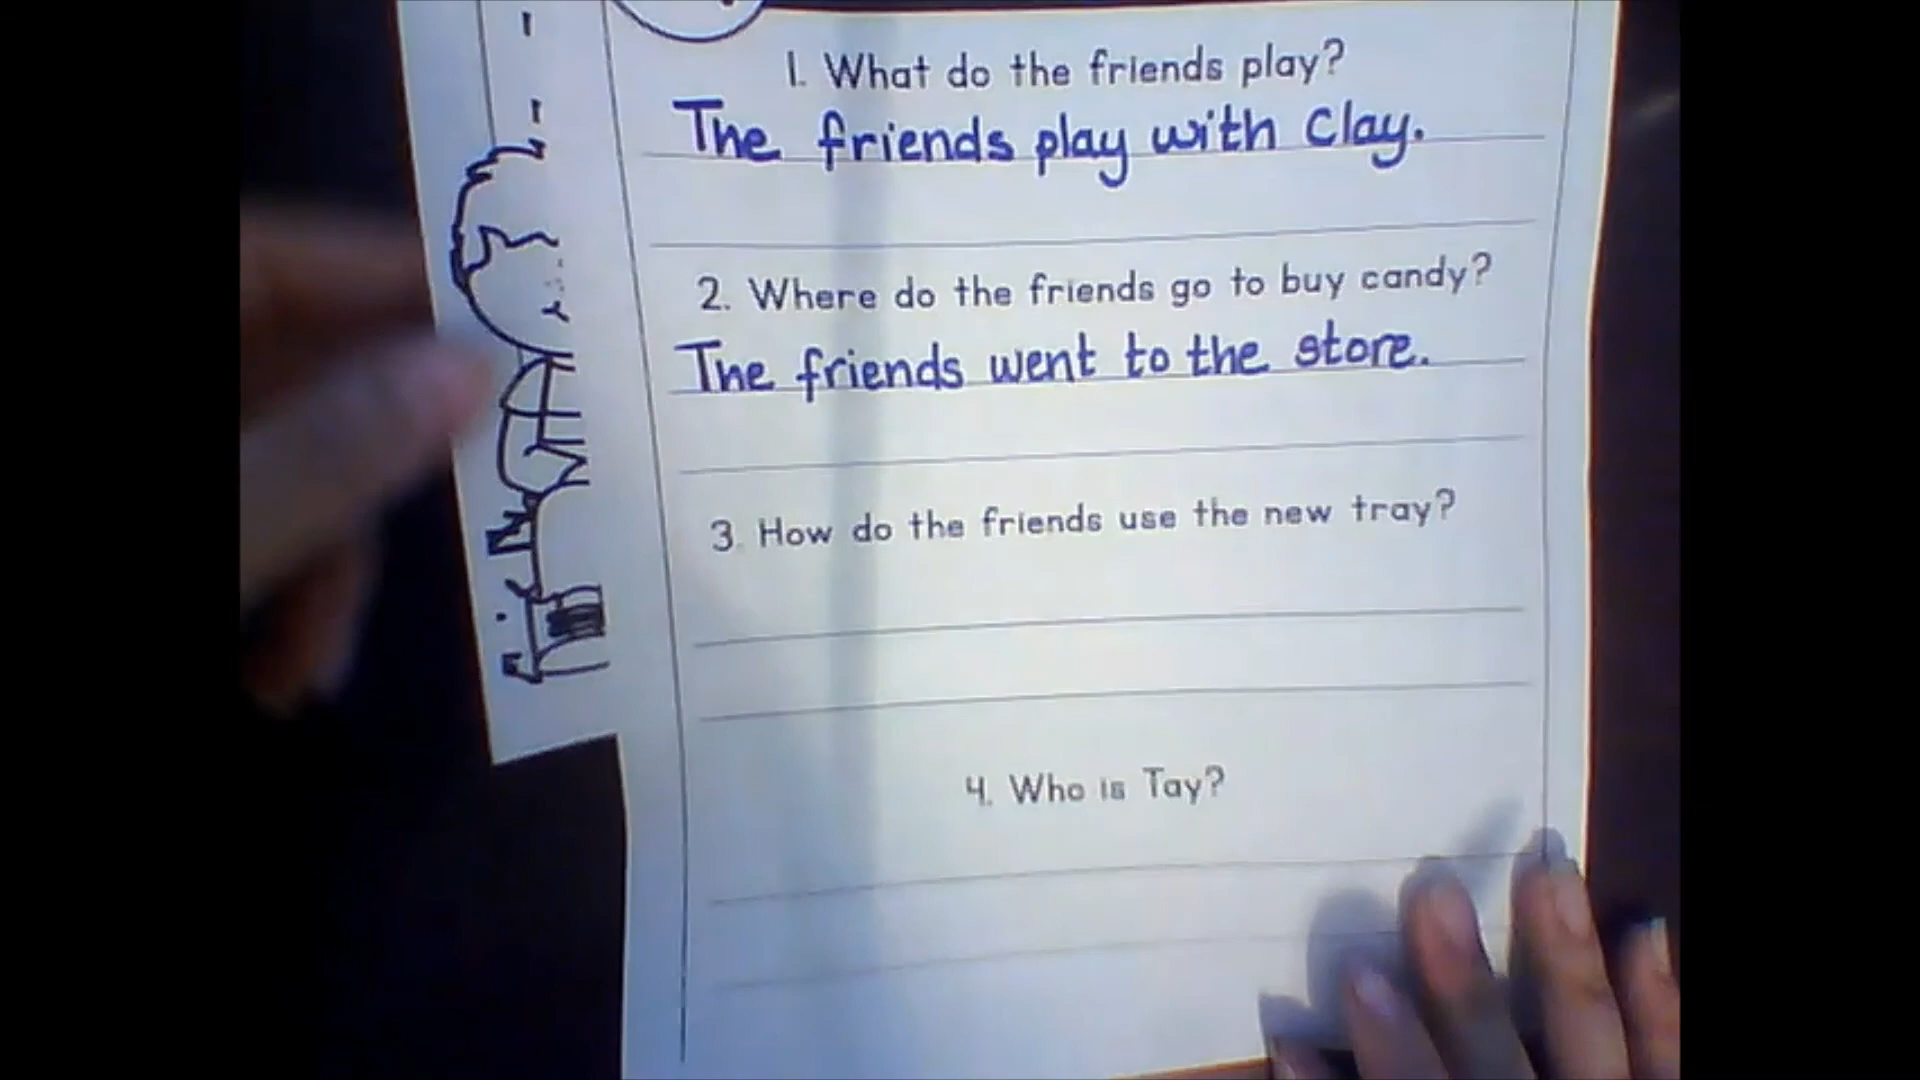 1. What do the friends play?
The friends play with Clay.
2. Where do the friends go to buy candy?
The friends went to the store.
3. How do the friends use the new tray?
4. Who is Tay?